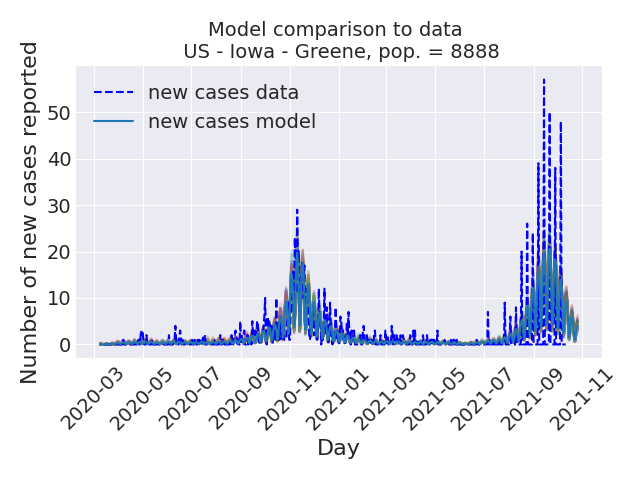 Model comparison to data
US - Iowa - Greene, pop. = 8888
new cases data
new cases model
Number of new cases reported
50
40
30
20
10
0
2020-03
2020-05
2020-07
2020-09
2020-11
2021-01
2021-03
2021-05
2021-07
2021-09
2021-11
Day